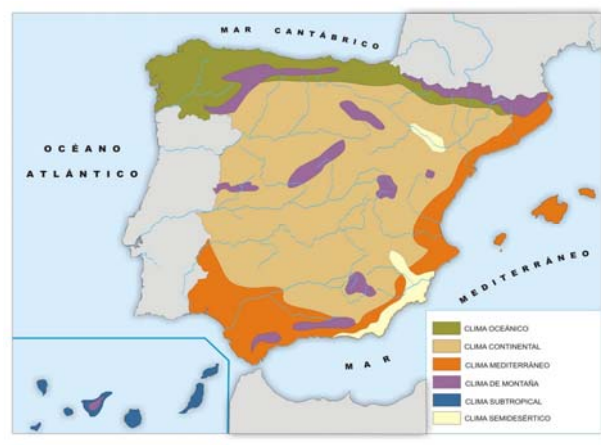 MAR CANTÁBRICO
OCÉANO
ATLÁNTICO
MEDITERRÁNEO
MAR
CLIMA OCEÁNICO
CLIMA CONTINENTAL
CLIMA MEDITERRÁNEO
CLIMA DE MONTAÑA
CLIMA SUBTROPICAL
CLIMA SEMIDESÉRTICO